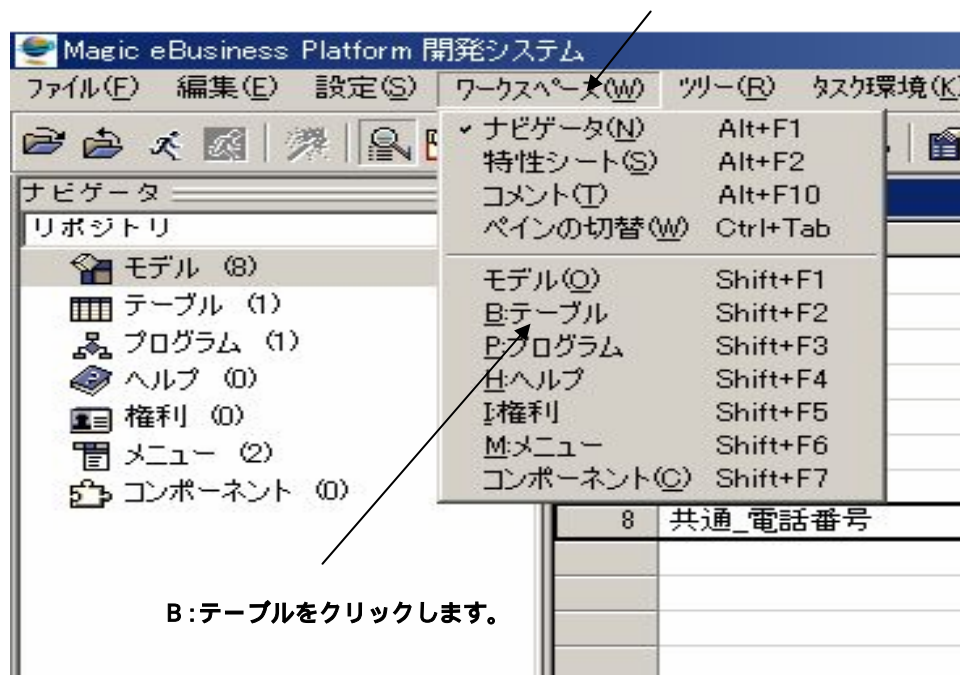 Magic eBusiness Platform 開発システム
ファイル(F) 編集(E) 設定(S) ワークスペース(W) ツリー(R) タスク環境(K)
ナビゲータ(N) Alt+F1
特性シート(S) Alt+F2
コメント(T) Alt+F10
ペインの切替(W) Ctrl+Tab
モデル(O) Shift+F1
B:テーブル Shift+F2
P:プログラム Shift+F3
H:ヘルプ Shift+F4
I:権利 Shift+F5
M:メニュー Shift+F6
コンポーネント(C) Shift+F7
ナビゲータ
リポジトリ
モデル (8)
テーブル (1)
プログラム (1)
ヘルプ (0)
権利 (0)
メニュー (2)
コンポーネント (0)
8 共通_電話番号
B:テーブルをクリックします。